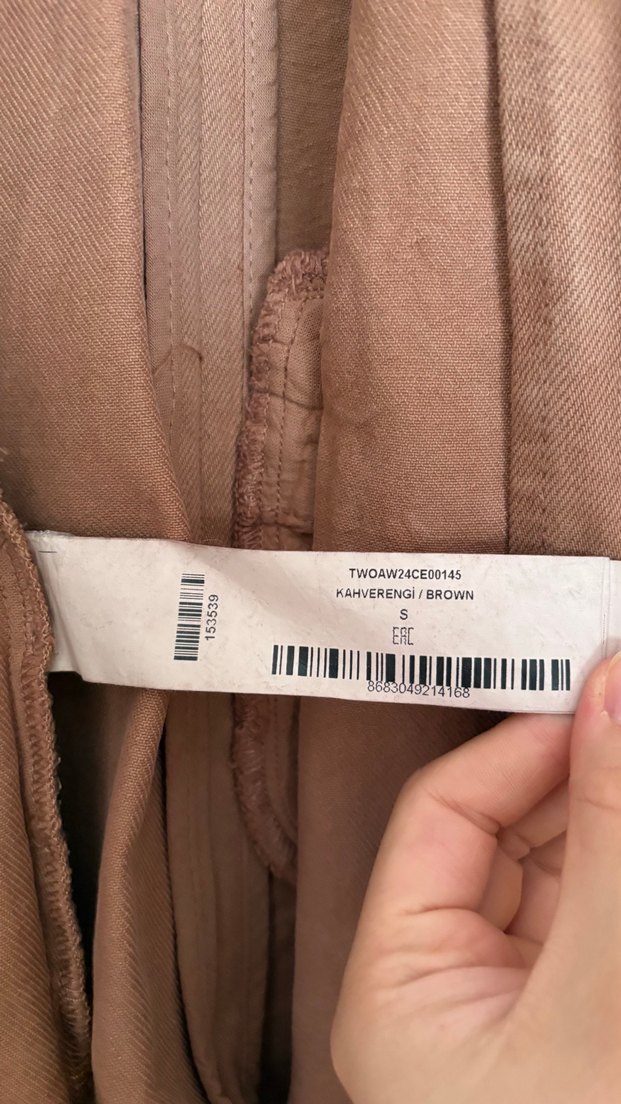 153539
TWOAW24CE00145
KAHVERENGİ / BROWN
S
EAC
8683049214168